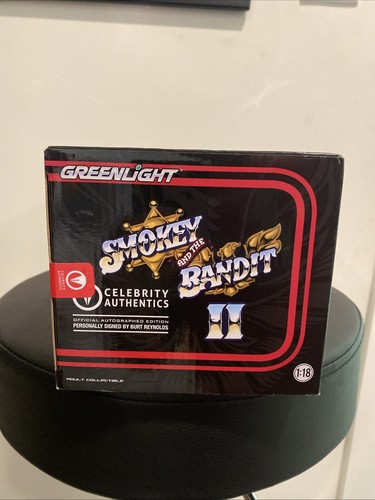 GREENLIGHT
SMOKEY
AND THE
BANDIT
II
CELEBRITY
AUTHENTICS
OFFICIAL AUTOGRAPHED EDITION
PERSONALLY SIGNED BY BURT REYNOLDS
ADULT COLLECTIBLE
1:18